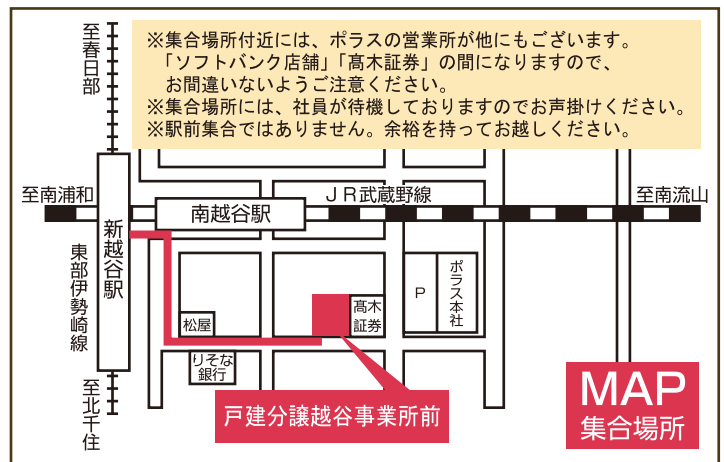 ※集合場所付近には、ポラスの営業所が他にもございます。
「ソフトバンク店舗」「髙木証券」の間になりますので、
お間違いないようご注意ください。
※集合場所には、社員が待機しておりますのでお声掛けください。
※駅前集合ではありません。余裕を持ってお越しください。
至春日部
至南浦和
南越谷駅
JR武蔵野線
至南流山
新越谷駅
東部伊勢崎線
松屋
髙木
証券
P
ポラス本社
りそな
銀行
至北千住
戸建分譲越谷事業所前
MAP
集合場所